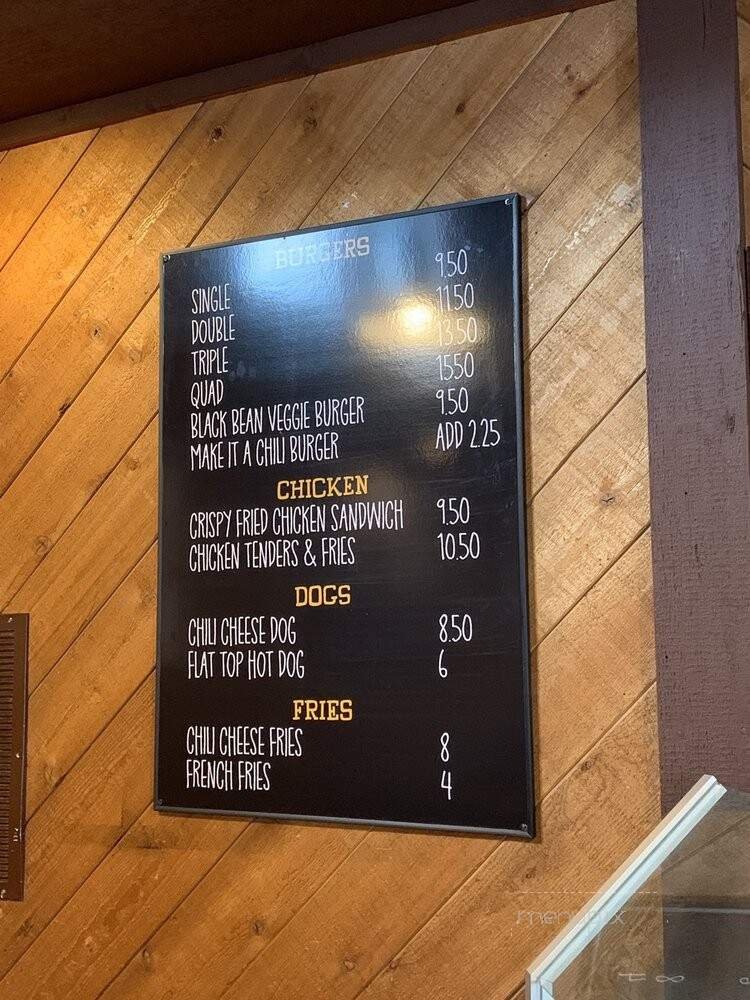 BURGERS
SINGLE 9.50
DOUBLE 11.50
TRIPLE 13.50
QUAD 1550
BLACK BEAN VEGGIE BURGER 9.50
MAKE IT A CHILI BURGER ADD 2.25
CHICKEN
CRISPY FRIED CHICKEN SANDWICH 9.50
CHICKEN TENDERS & FRIES 10.50
DOGS
CHILI CHEESE DOG 8.50
FLAT TOP HOT DOG 6
FRIES
CHILI CHEESE FRIES 8
FRENCH FRIES 4